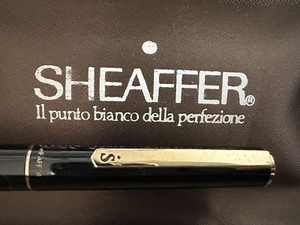 SHEAFFER®
Il punto bianco della perfezione
S.